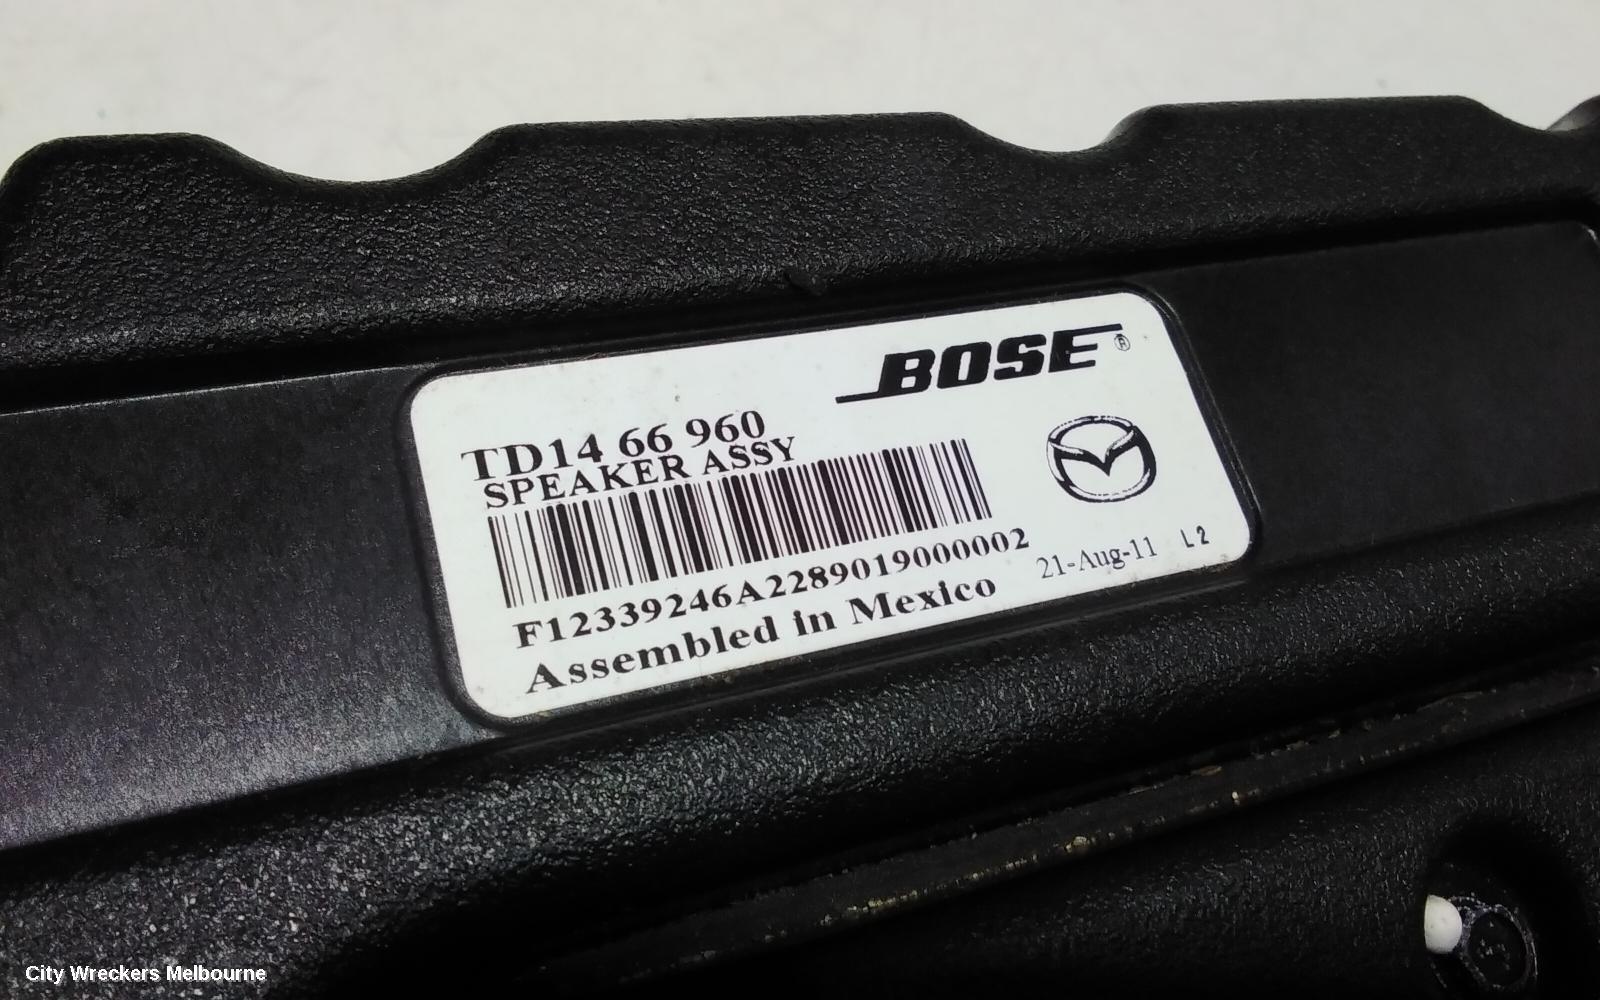 BOSE®
TD14 66 960
SPEAKER ASSY
F12339246A2289019000002
21-Aug-11 L2
Assembled in Mexico
City Wreckers Melbourne